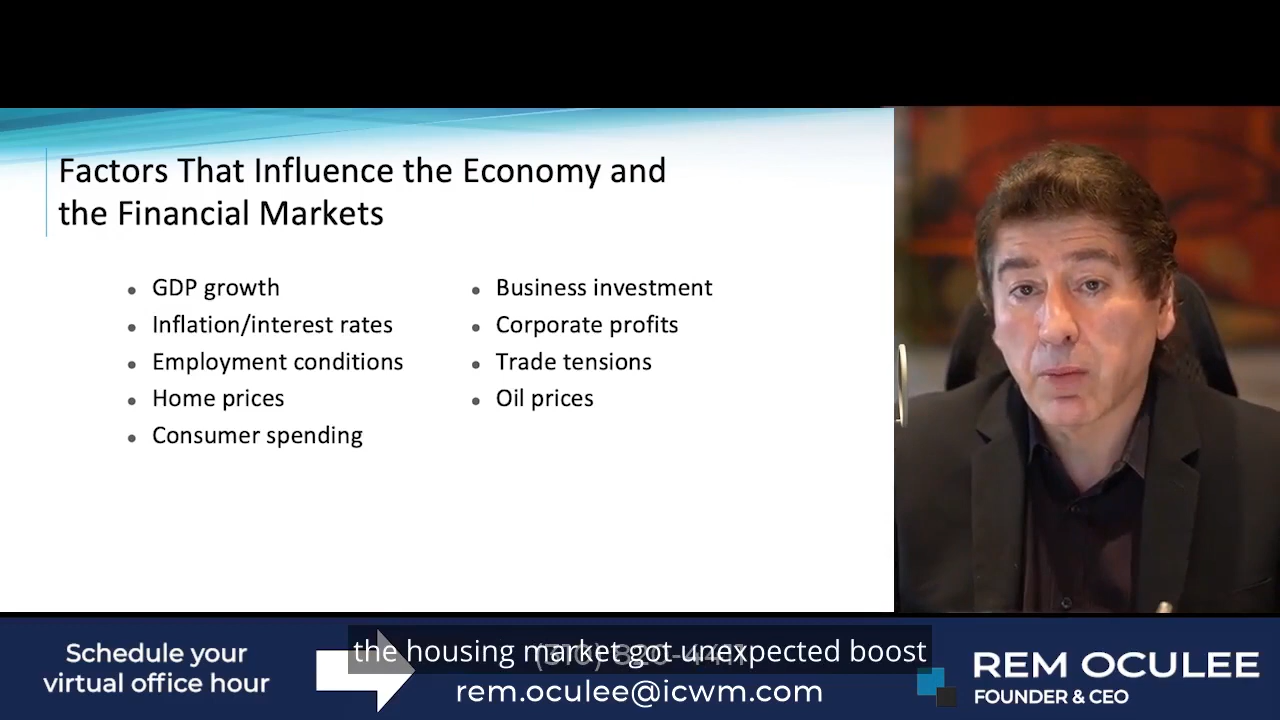 Factors That Influence the Economy and
the Financial Markets
GDP growth
Inflation/interest rates
Employment conditions
Home prices
Consumer spending
Business investment
Corporate profits
Trade tensions
Oil prices
Schedule your
virtual office hour
the housing market got unexpected boost
rem.oculee@icwm.com
REM OCULEE
FOUNDER & CEO